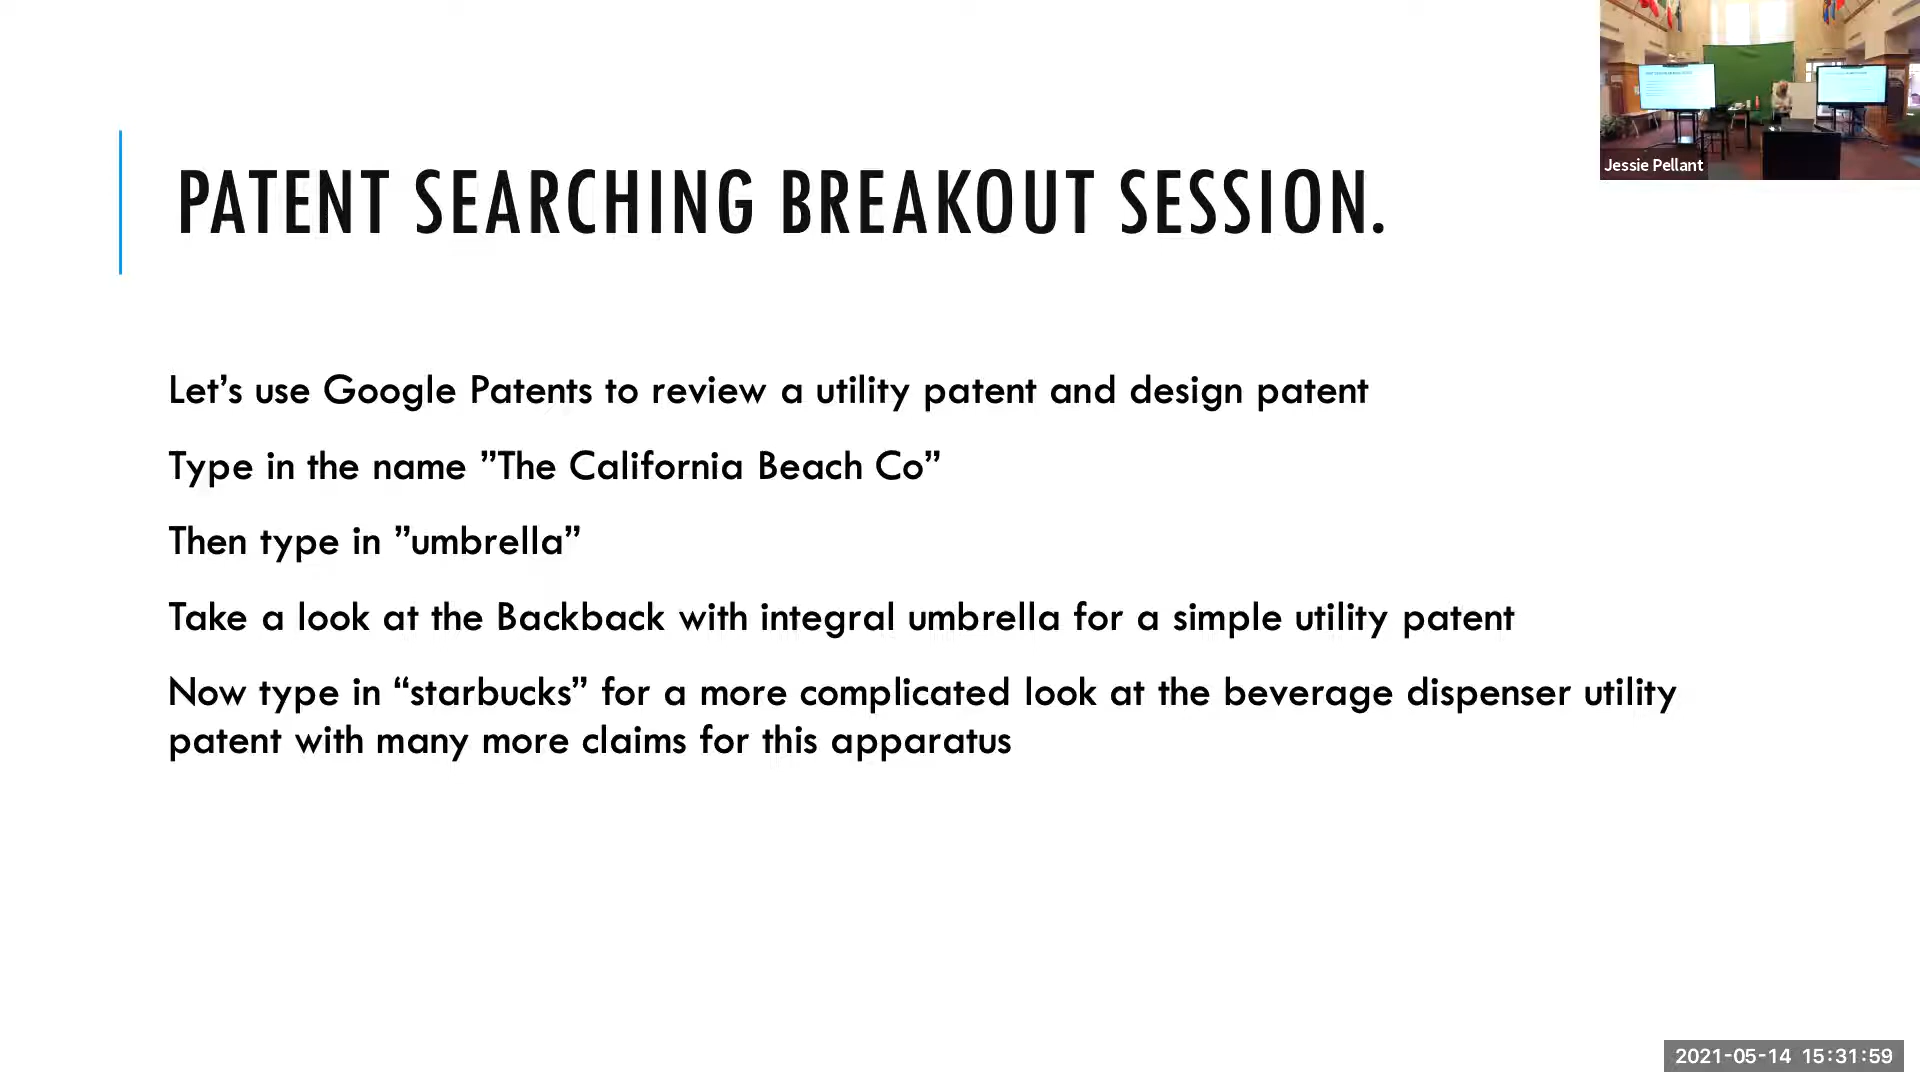 PATENT SEARCHING BREAKOUT SESSION.
Jessie Pellant
Let’s use Google Patents to review a utility patent and design patent
Type in the name ”The California Beach Co”
Then type in ”umbrella”
Take a look at the Backback with integral umbrella for a simple utility patent
Now type in “starbucks” for a more complicated look at the beverage dispenser utility
patent with many more claims for this apparatus
2021-05-14 15:31:59